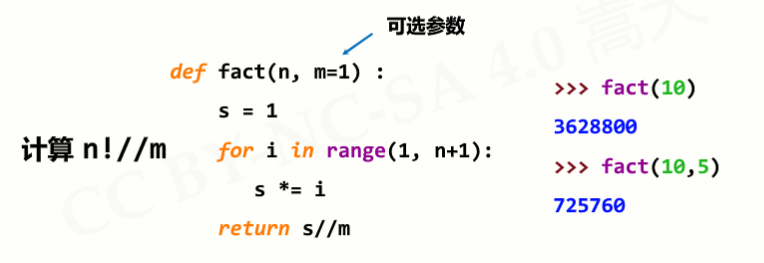 可选参数
def fact(n, m=1) :
s = 1
for i in range(1, n+1):
s *= i
return s//m
计算 n!//m
>>> fact(10)
3628800
>>> fact(10,5)
725760
CC BY-NC-SA 4.0 嵩天